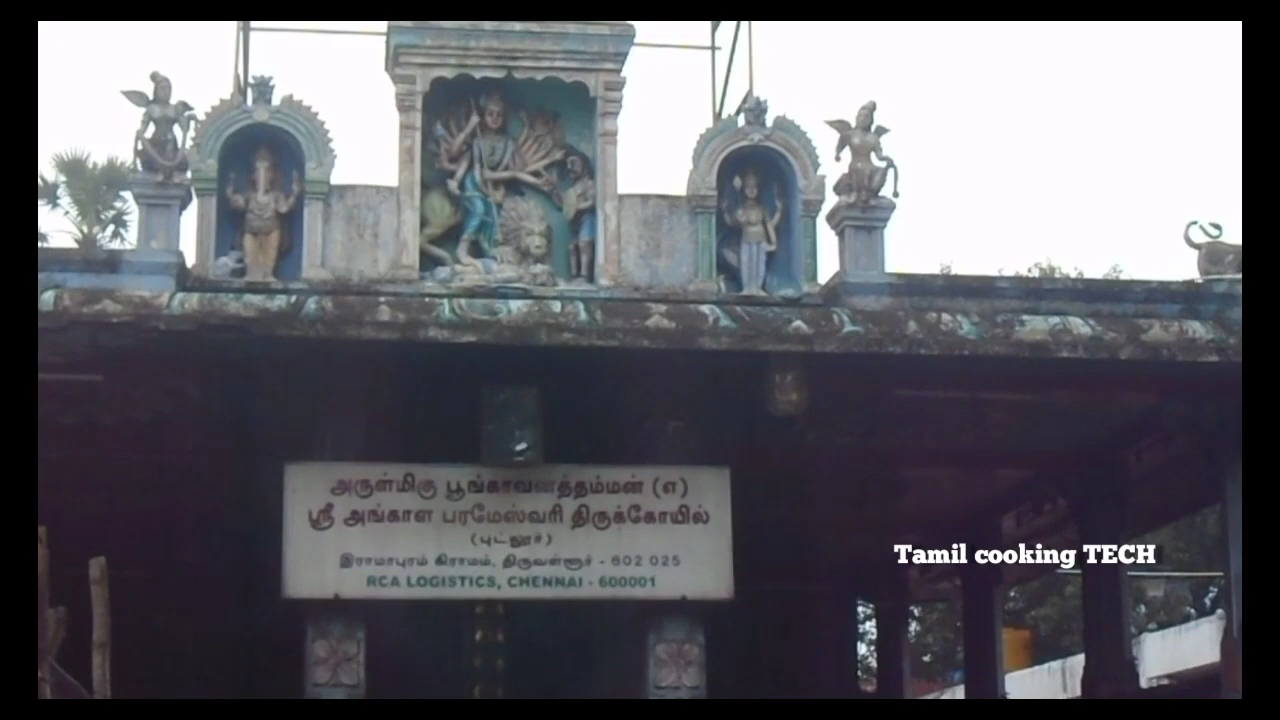 அருள்மிகு பூங்காவனத்தம்மன் (எ)
ஸ்ரீ அங்காள பரமேஸ்வரி திருக்கோயில்
(புட்லூர்)
இராமாபுரம் கிராமம், திருவள்ளூர் - 602 025
RCA LOGISTICS, CHENNAI - 600001
Tamil cooking TECH